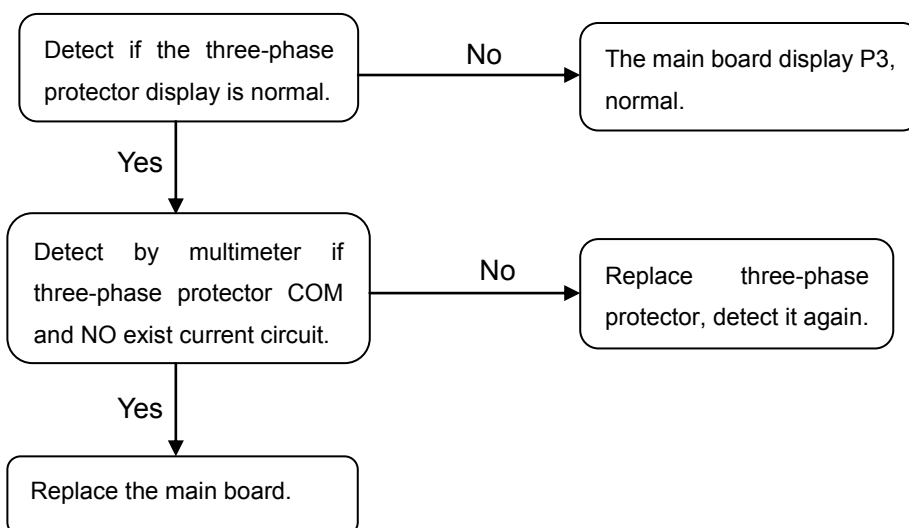 Detect if the three-phase
protector display is normal.
No
The main board display P3,
normal.
Yes
Detect by multimeter if
three-phase protector COM
and NO exist current circuit.
No
Replace three-phase
protector, detect it again.
Yes
Replace the main board.